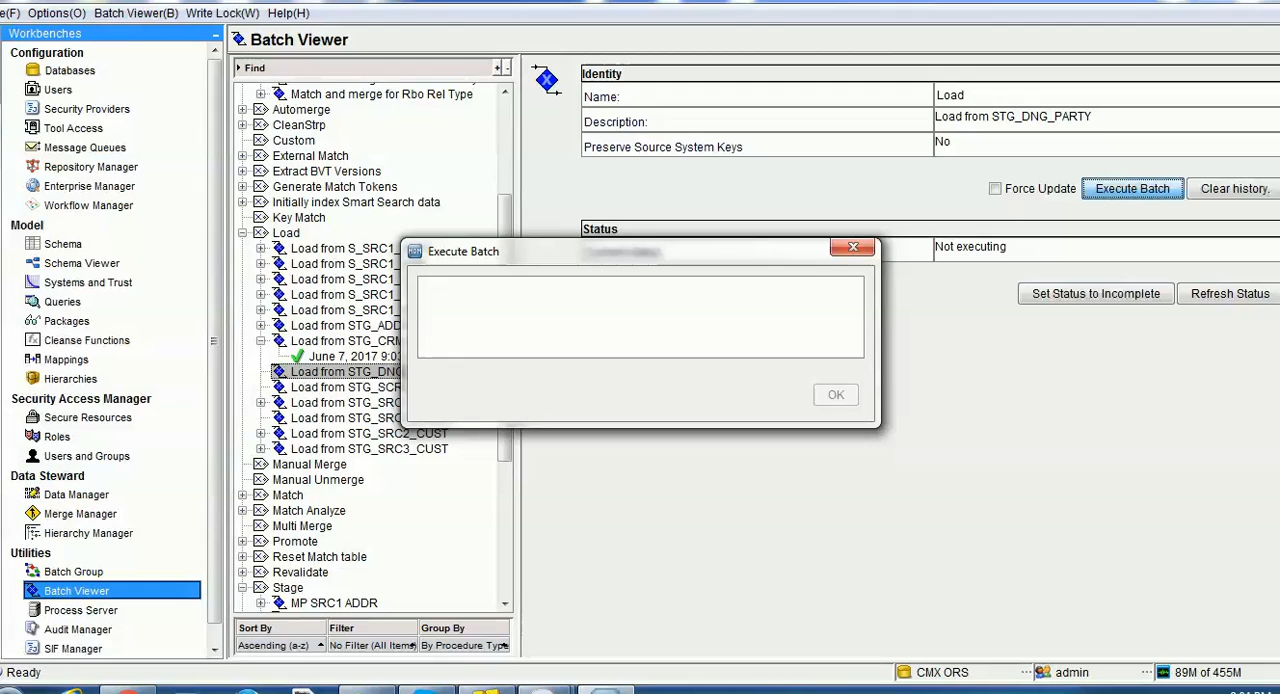 e(F) Options(O) Batch Viewer(B) Write Lock(W) Help(H)
Workbenches
Configuration
Databases
Users
Security Providers
Tool Access
Message Queues
Repository Manager
Enterprise Manager
Workflow Manager
Model
Schema
Schema Viewer
Systems and Trust
Queries
Packages
Cleanse Functions
Mappings
Hierarchies
Security Access Manager
Secure Resources
Roles
Users and Groups
Data Steward
Data Manager
Merge Manager
Hierarchy Manager
Utilities
Batch Group
Batch Viewer
Process Server
Audit Manager
SIF Manager
Batch Viewer
Find
Match and merge for Rbo Rel Type
Automerge
CleanStrp
Custom
External Match
Extract BVT Versions
Generate Match Tokens
Initially index Smart Search data
Key Match
Load
Load from S_SRC1_
Load from S_SRC1_
Load from S_SRC1_
Load from S_SRC1_
Load from S_SRC1_
Load from STG_ADD
Load from STG_CRM
June 7, 2017 9:03
Load from STG_DNG
Load from STG_SCR
Load from STG_SRC
Load from STG_SRC
Load from STG_SRC2_CUST
Load from STG_SRC3_CUST
Manual Merge
Manual Unmerge
Match
Match Analyze
Multi Merge
Promote
Reset Match table
Revalidate
Stage
MP SRC1 ADDR
Sort By Filter Group By
Ascending (a-z) No Filter (All Items) By Procedure Type
Identity
Name: Load
Description: Load from STG_DNG_PARTY
Preserve Source System Keys No
Force Update Execute Batch Clear history.
Status
Not executing
Set Status to Incomplete Refresh Status
Execute Batch
OK
Ready CMX ORS admin 89M of 455M